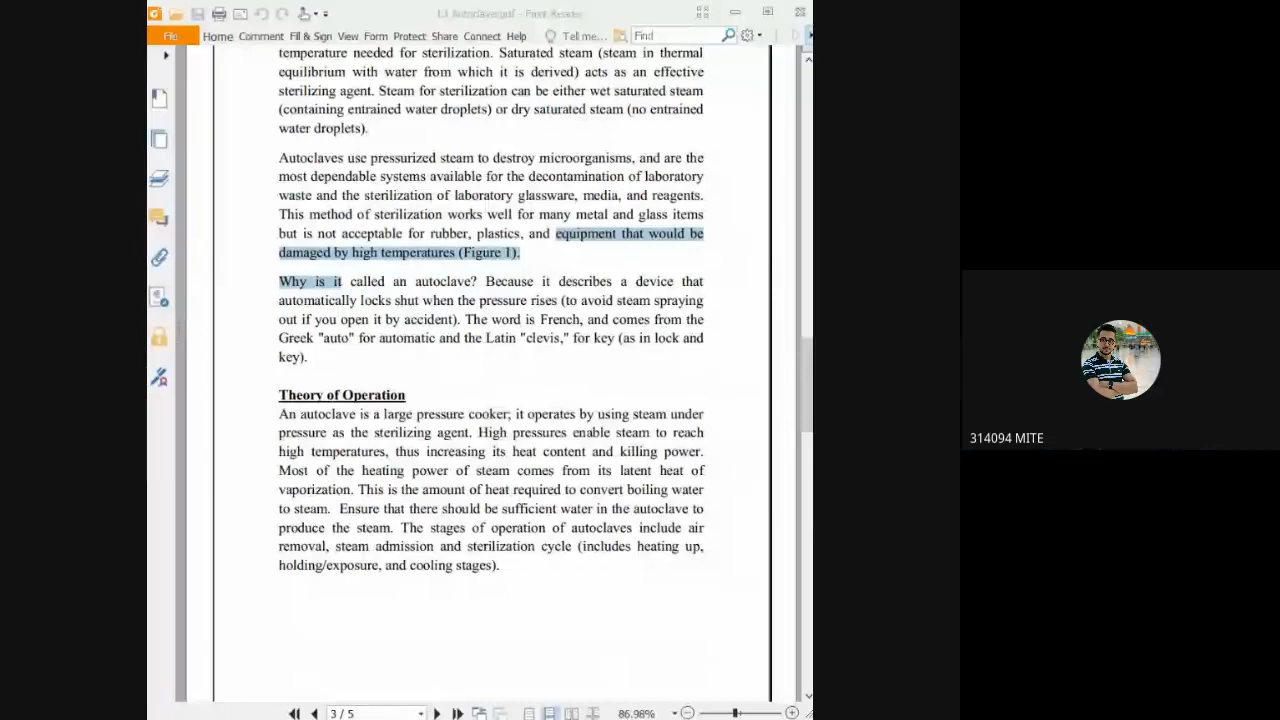 L1 Autoclave.pdf - Foxit Reader
File Home Comment Fill & Sign View Form Protect Share Connect Help Tell me... Find
temperature needed for sterilization. Saturated steam (steam in thermal
equilibrium with water from which it is derived) acts as an effective
sterilizing agent. Steam for sterilization can be either wet saturated steam
(containing entrained water droplets) or dry saturated steam (no entrained
water droplets).
Autoclaves use pressurized steam to destroy microorganisms, and are the
most dependable systems available for the decontamination of laboratory
waste and the sterilization of laboratory glassware, media, and reagents.
This method of sterilization works well for many metal and glass items
but is not acceptable for rubber, plastics, and equipment that would be
damaged by high temperatures (Figure 1).
Why is it called an autoclave? Because it describes a device that
automatically locks shut when the pressure rises (to avoid steam spraying
out if you open it by accident). The word is French, and comes from the
Greek "auto" for automatic and the Latin "clevis," for key (as in lock and
key).
Theory of Operation
An autoclave is a large pressure cooker; it operates by using steam under
pressure as the sterilizing agent. High pressures enable steam to reach
high temperatures, thus increasing its heat content and killing power.
Most of the heating power of steam comes from its latent heat of
vaporization. This is the amount of heat required to convert boiling water
to steam. Ensure that there should be sufficient water in the autoclave to
produce the steam. The stages of operation of autoclaves include air
removal, steam admission and sterilization cycle (includes heating up,
holding/exposure, and cooling stages).
3 / 5
86.98%
314094 MITE